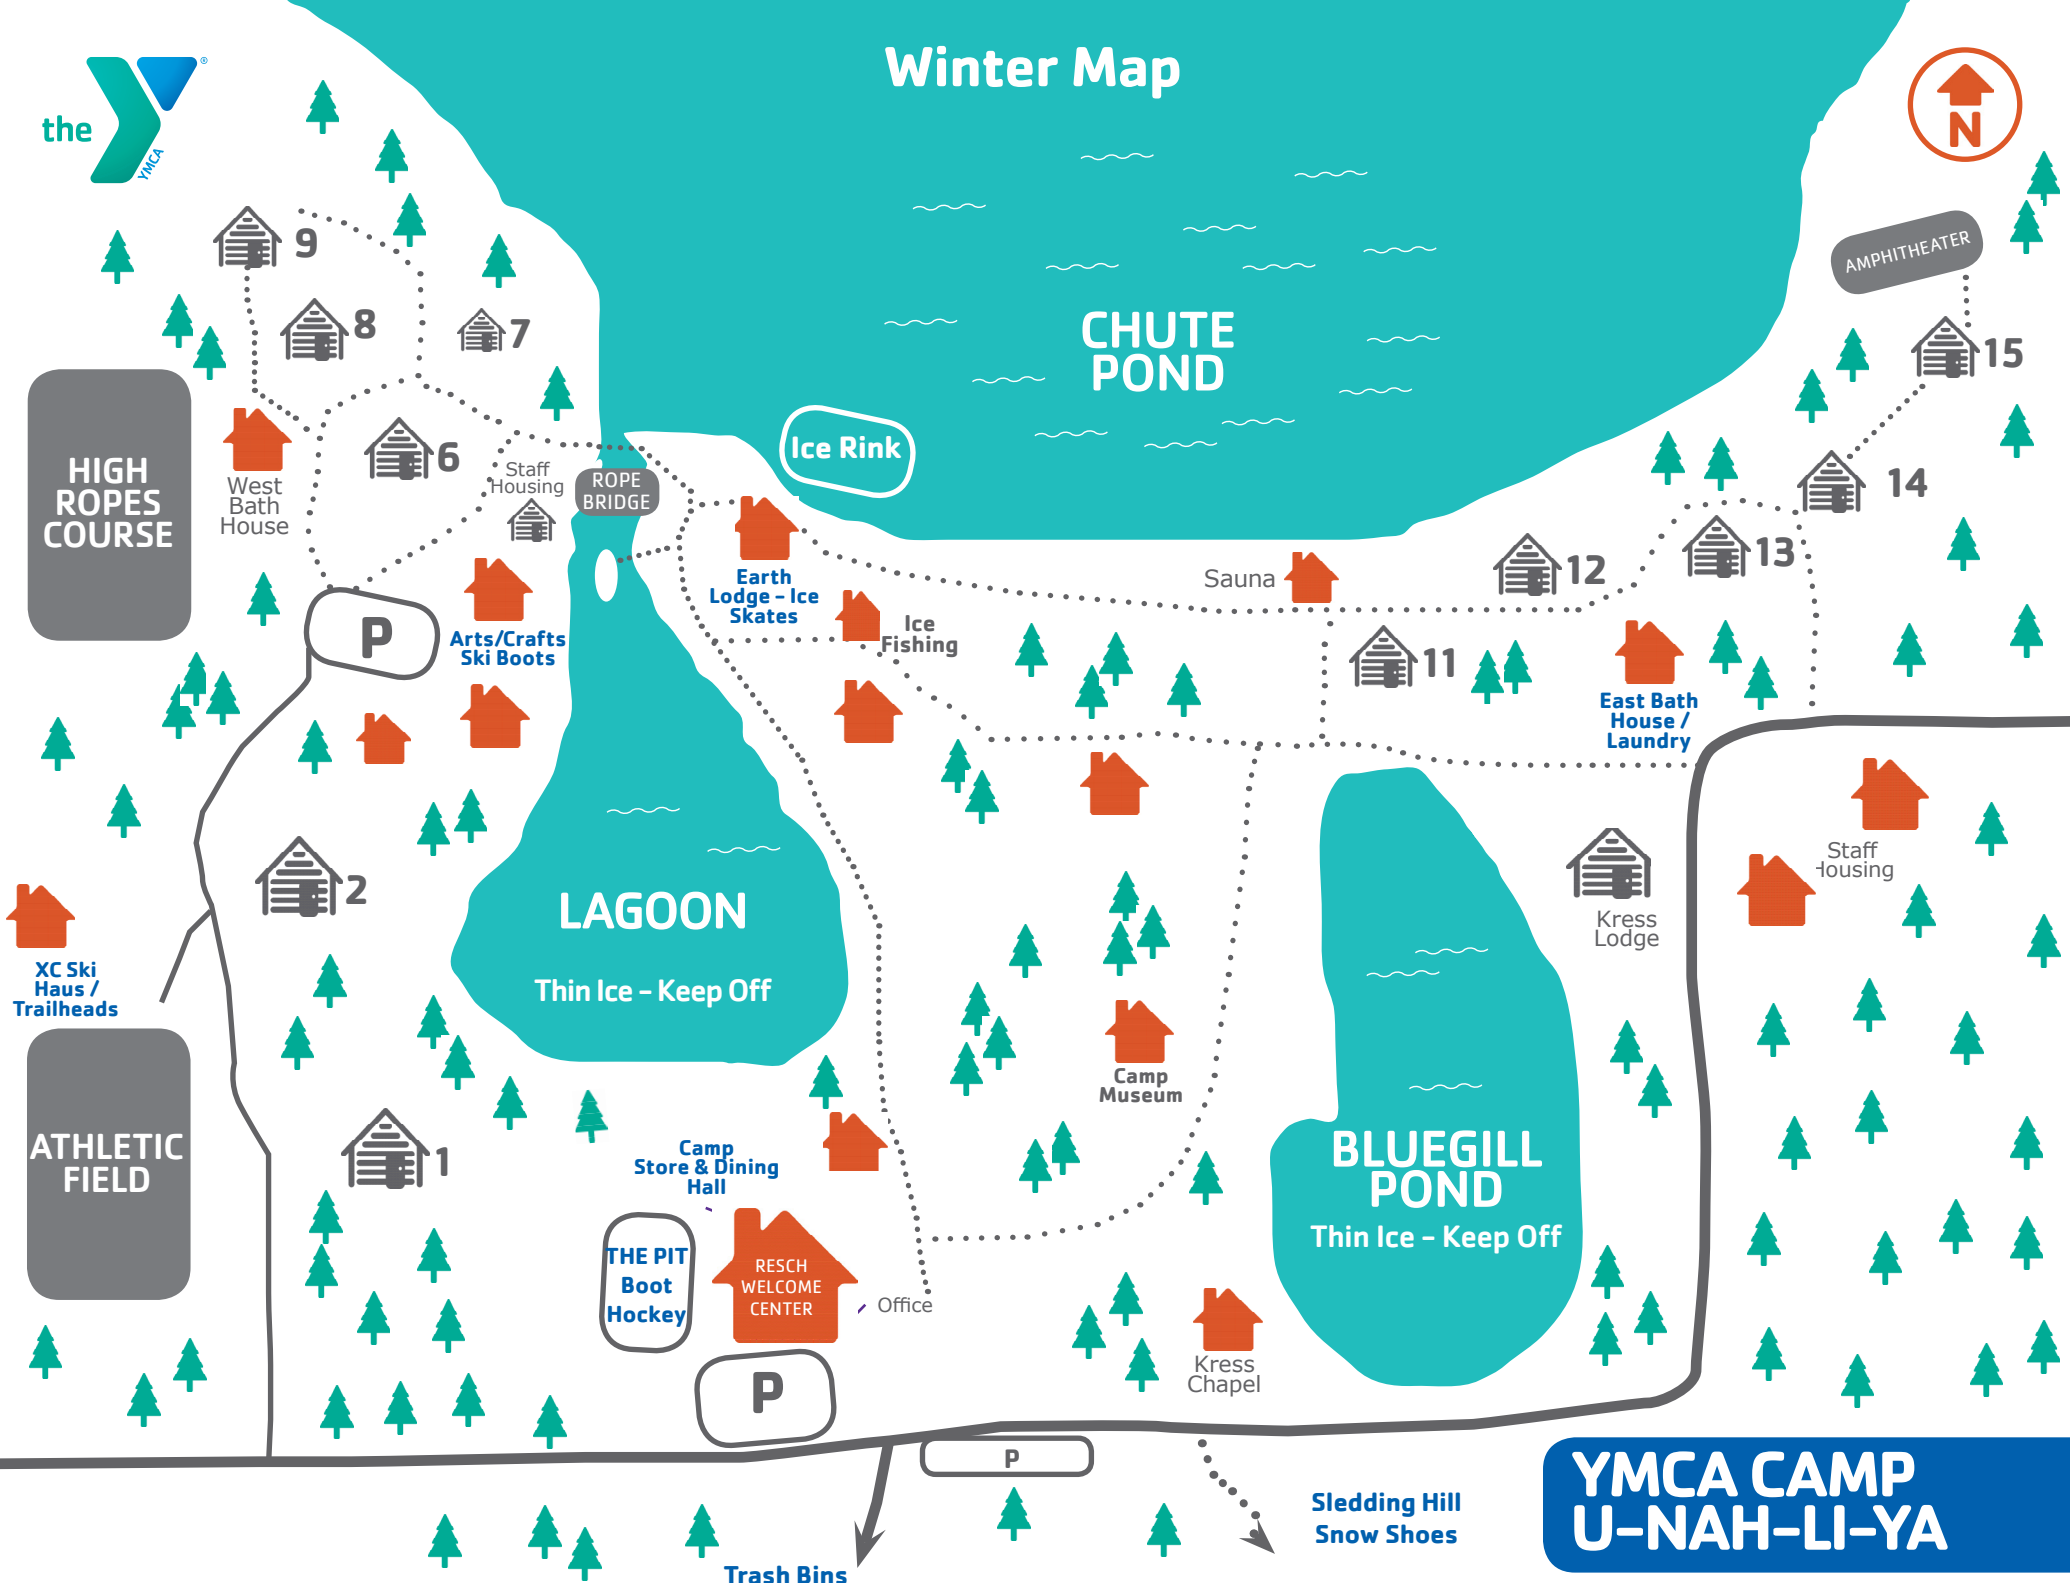 Winter Map
the
YMCA
®
N
9
8
7
6
AMPHITHEATER
15
CHUTE
POND
Ice Rink
HIGH
ROPES
COURSE
West
Bath
House
Staff
Housing
ROPE
BRIDGE
14
13
12
11
Sauna
Earth
Lodge – Ice
Skates
Ice
Fishing
P
Arts/Crafts
Ski Boots
East Bath
House /
Laundry
2
LAGOON
Thin Ice – Keep Off
Staff
Housing
Kress
Lodge
XC Ski
Haus /
Trailheads
Camp
Museum
ATHLETIC
FIELD
1
Camp
Store & Dining
Hall
BLUEGILL
POND
Thin Ice – Keep Off
THE PIT
Boot
Hockey
RESCH
WELCOME
CENTER
Office
Kress
Chapel
P
P
Sledding Hill
Snow Shoes
Trash Bins
YMCA CAMP
U–NAH–LI–YA